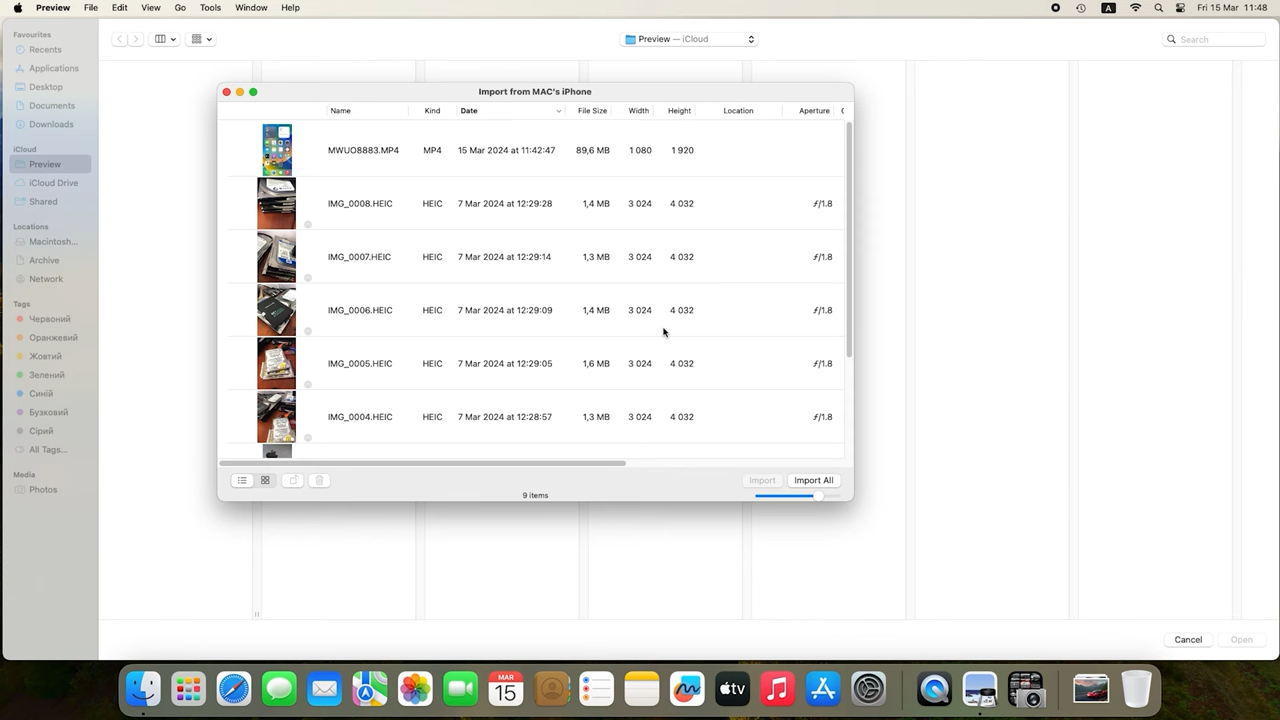 Preview File Edit View Go Tools Window Help A Fri 15 Mar 11:48
Favourites
Recents
Applications
Desktop
Documents
Downloads
iCloud
Preview
iCloud Drive
Shared
Locations
Macintosh...
Archive
Network
Tags
Червоний
Оранжевий
Жовтий
Зелений
Синій
Бузковий
Сірий
All Tags...
Media
Photos
Preview — iCloud
Search
Import from MAC's iPhone
Name Kind Date File Size Width Height Location Aperture
MWUO8883.MP4 MP4 15 Mar 2024 at 11:42:47 89,6 MB 1 080 1 920
IMG_0008.HEIC HEIC 7 Mar 2024 at 12:29:28 1,4 MB 3 024 4 032 ƒ/1.8
IMG_0007.HEIC HEIC 7 Mar 2024 at 12:29:14 1,3 MB 3 024 4 032 ƒ/1.8
IMG_0006.HEIC HEIC 7 Mar 2024 at 12:29:09 1,4 MB 3 024 4 032 ƒ/1.8
IMG_0005.HEIC HEIC 7 Mar 2024 at 12:29:05 1,6 MB 3 024 4 032 ƒ/1.8
IMG_0004.HEIC HEIC 7 Mar 2024 at 12:28:57 1,3 MB 3 024 4 032 ƒ/1.8
Import Import All
9 items
Cancel Open
MAR
15
tv